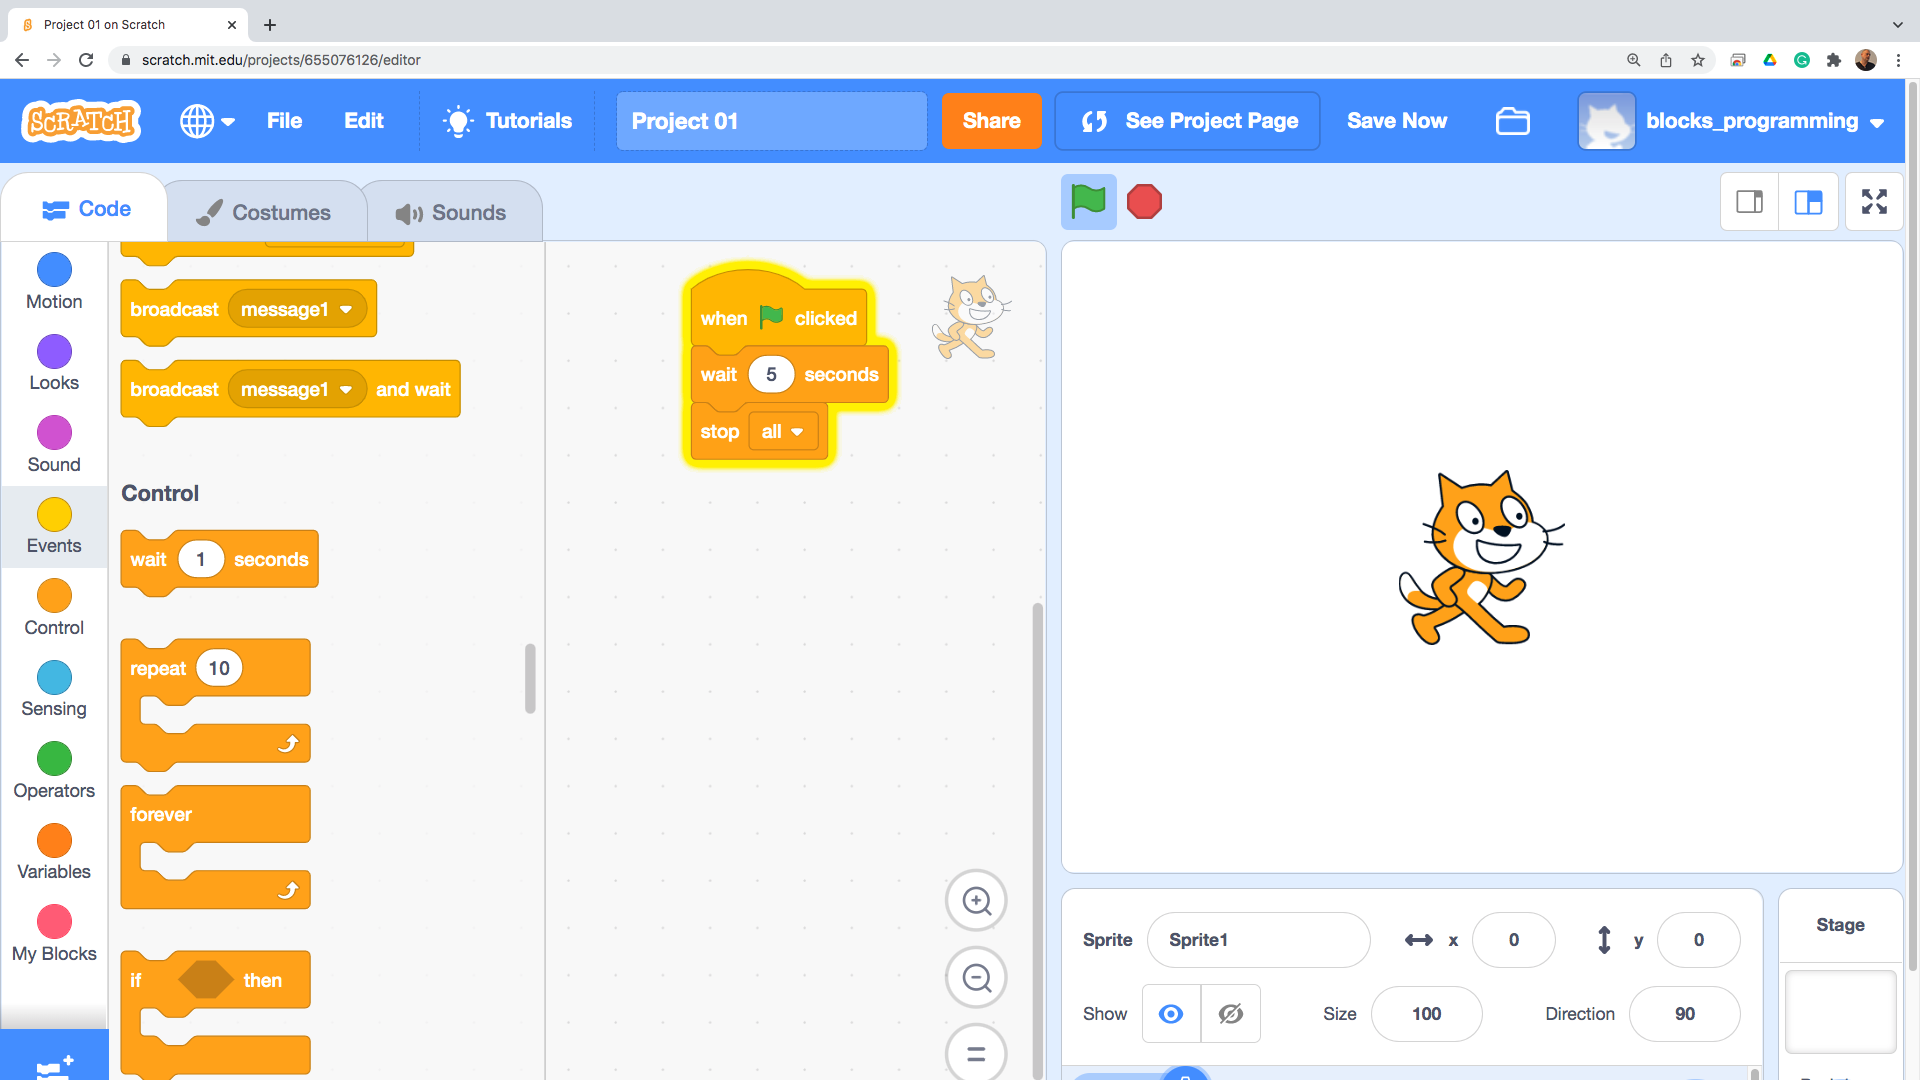 Project 01 on Scratch
scratch.mit.edu/projects/655076126/editor
SCRATCH
File
Edit
Tutorials
Project 01
Share
See Project Page
Save Now
blocks_programming
Code
Costumes
Sounds
Motion
Looks
Sound
Events
Control
Sensing
Operators
Variables
My Blocks
broadcast message1
broadcast message1 and wait
Control
wait 1 seconds
repeat 10
forever
if then
when clicked
wait 5 seconds
stop all
Sprite Sprite1 x 0 y 0
Show Size 100 Direction 90
Stage